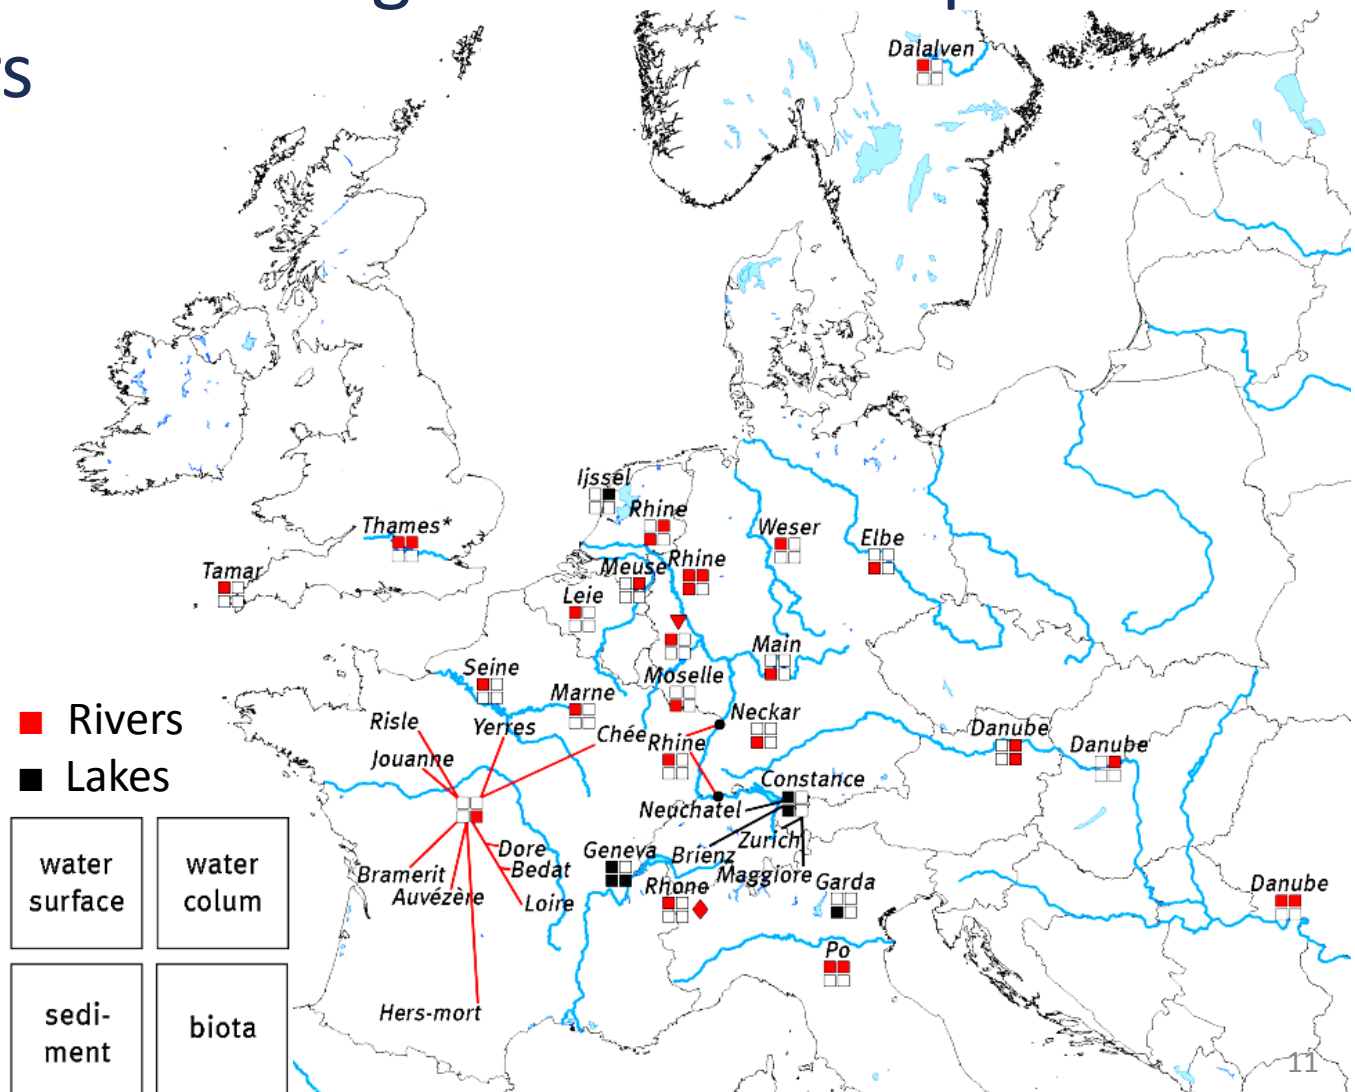 rs
Dalalven
Ijssel
Rhine
Thames*
Weser
Elbe
Meuse
Rhine
Tamar
Leie
Main
Seine
Moselle
Marne
Neckar
Rivers
Risle
Yerres
Chée
Rhine
Danube
Danube
Jouanne
Lakes
Constance
Neuchatel
Zurich
water
surface
water
colum
Dore
Geneva
Brienz
Bedat
Bramerit
Maggiore
Garda
Rhone
Danube
Auvézère
Loire
Po
sedi-
ment
biota
Hers-mort
11